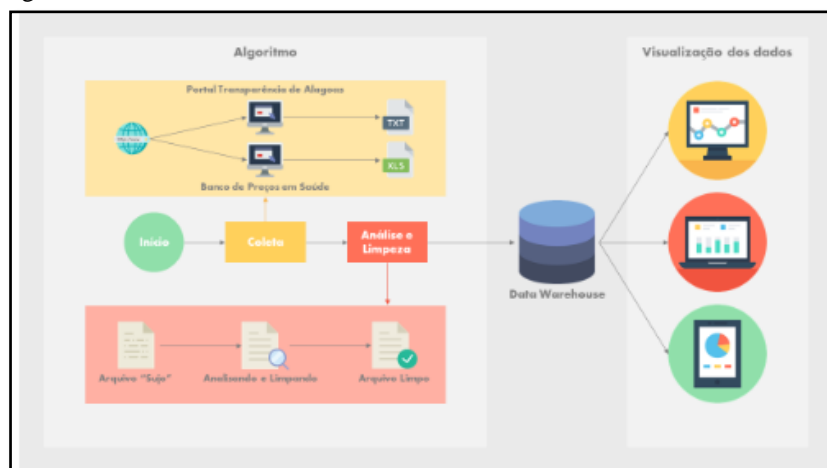 Algoritmo
Visualização dos dados
Portal Transparência de Alagoas
TXT
XLS
Banco de Preços em Saúde
Início
Coleta
Análise e
Limpeza
Data Warehouse
Arquivo "Sujo"
Analisando e Limpando
Arquivo Limpo